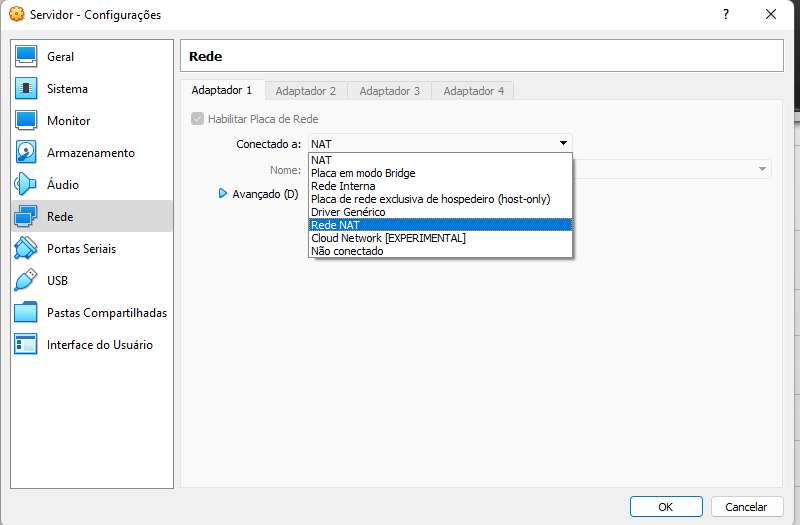 Servidor - Configurações
?
Geral
Sistema
Monitor
Armazenamento
Áudio
Rede
Portas Seriais
USB
Pastas Compartilhadas
Interface do Usuário
Rede
Adaptador 1 Adaptador 2 Adaptador 3 Adaptador 4
Habilitar Placa de Rede
Conectado a: NAT
NAT
Placa em modo Bridge
Rede Interna
Placa de rede exclusiva de hospedeiro (host-only)
Driver Genérico
Rede NAT
Cloud Network [EXPERIMENTAL]
Não conectado
Nome:
Avançado (D)
OK Cancelar